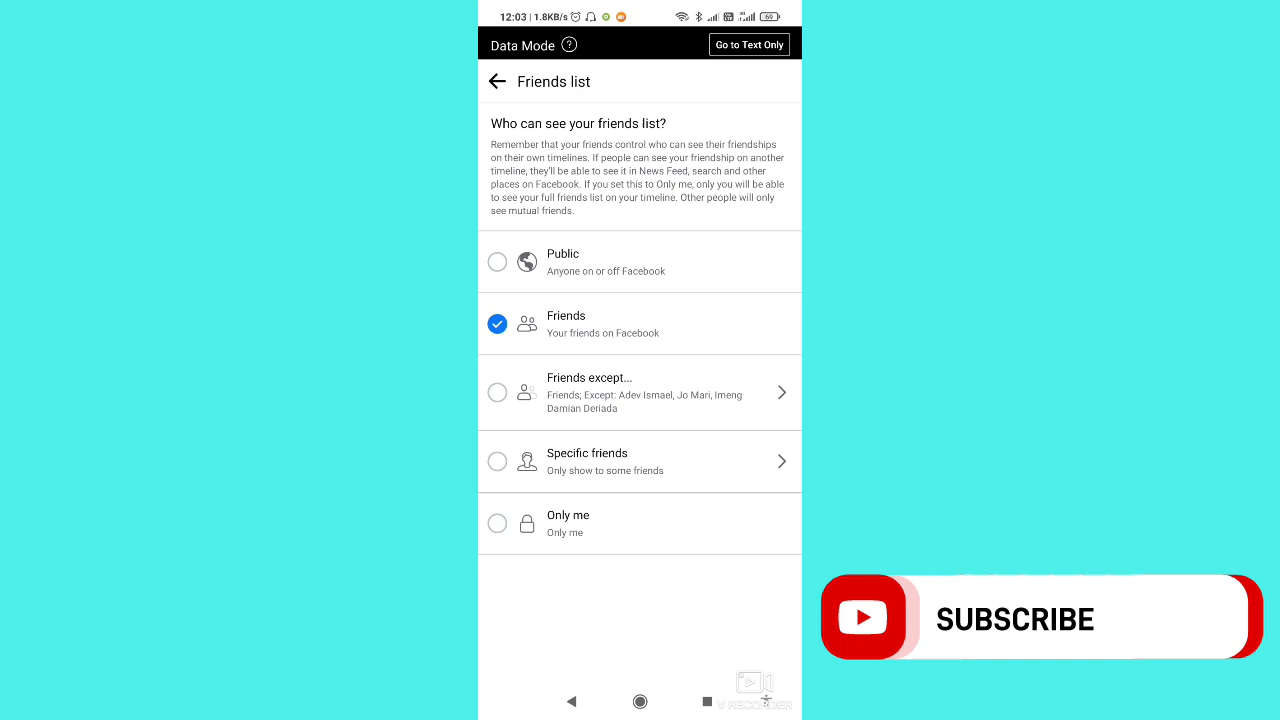 12:03 | 1.8KB/s
69
Data Mode ?
Go to Text Only
Friends list
Who can see your friends list?
Remember that your friends control who can see their friendships
on their own timelines. If people can see your friendship on another
timeline, they'll be able to see it in News Feed, search and other
places on Facebook. If you set this to Only me, only you will be able
to see your full friends list on your timeline. Other people will only
see mutual friends.
Public
Anyone on or off Facebook
Friends
Your friends on Facebook
Friends except...
Friends; Except: Adev Ismael, Jo Mari, Imeng
Damian Deriada
Specific friends
Only show to some friends
Only me
Only me
SUBSCRIBE
V RECORDER